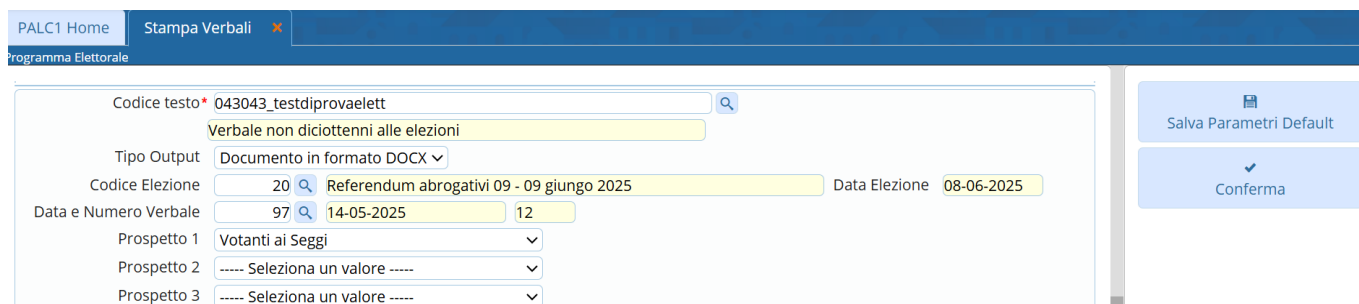 PALC1 Home Stampa Verbali ×
Programma Elettorale
Codice testo* 043043_testdiprovaelett
Verbale non diciottenni alle elezioni
Tipo Output Documento in formato DOCX
Codice Elezione 20 Referendum abrogativi 09 - 09 giungo 2025 Data Elezione 08-06-2025
Data e Numero Verbale 97 14-05-2025 12
Prospetto 1 Votanti ai Seggi
Prospetto 2 ----- Seleziona un valore -----
Prospetto 3 ----- Seleziona un valore -----
Salva Parametri Default
Conferma